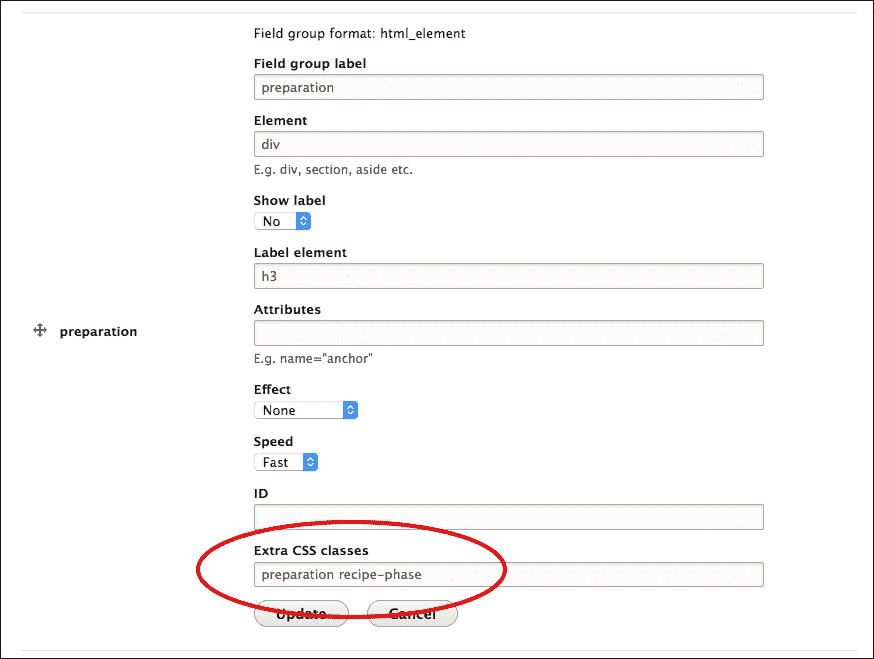 Field group format: html_element
Field group label
preparation
Element
div
E.g. div, section, aside etc.
Show label
No
Label element
h3
Attributes
preparation
E.g. name="anchor"
Effect
None
Speed
Fast
ID
Extra CSS classes
preparation recipe-phase
Update Cancel